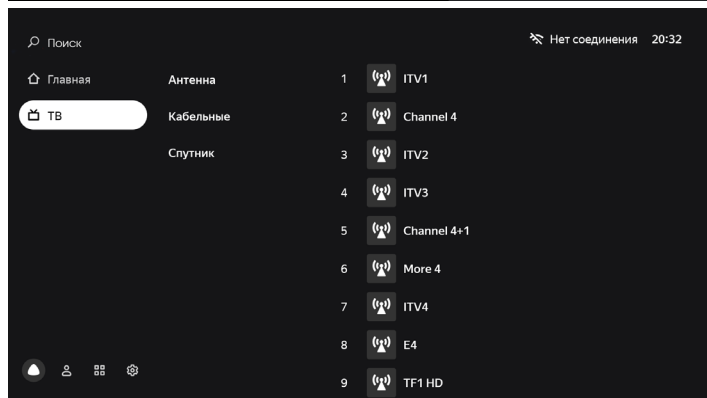 Поиск
Нет соединения 20:32
Главная
ТВ
Антенна
Кабельные
Спутник
1 ITV1
2 Channel 4
3 ITV2
4 ITV3
5 Channel 4+1
6 More 4
7 ITV4
8 E4
9 TF1 HD